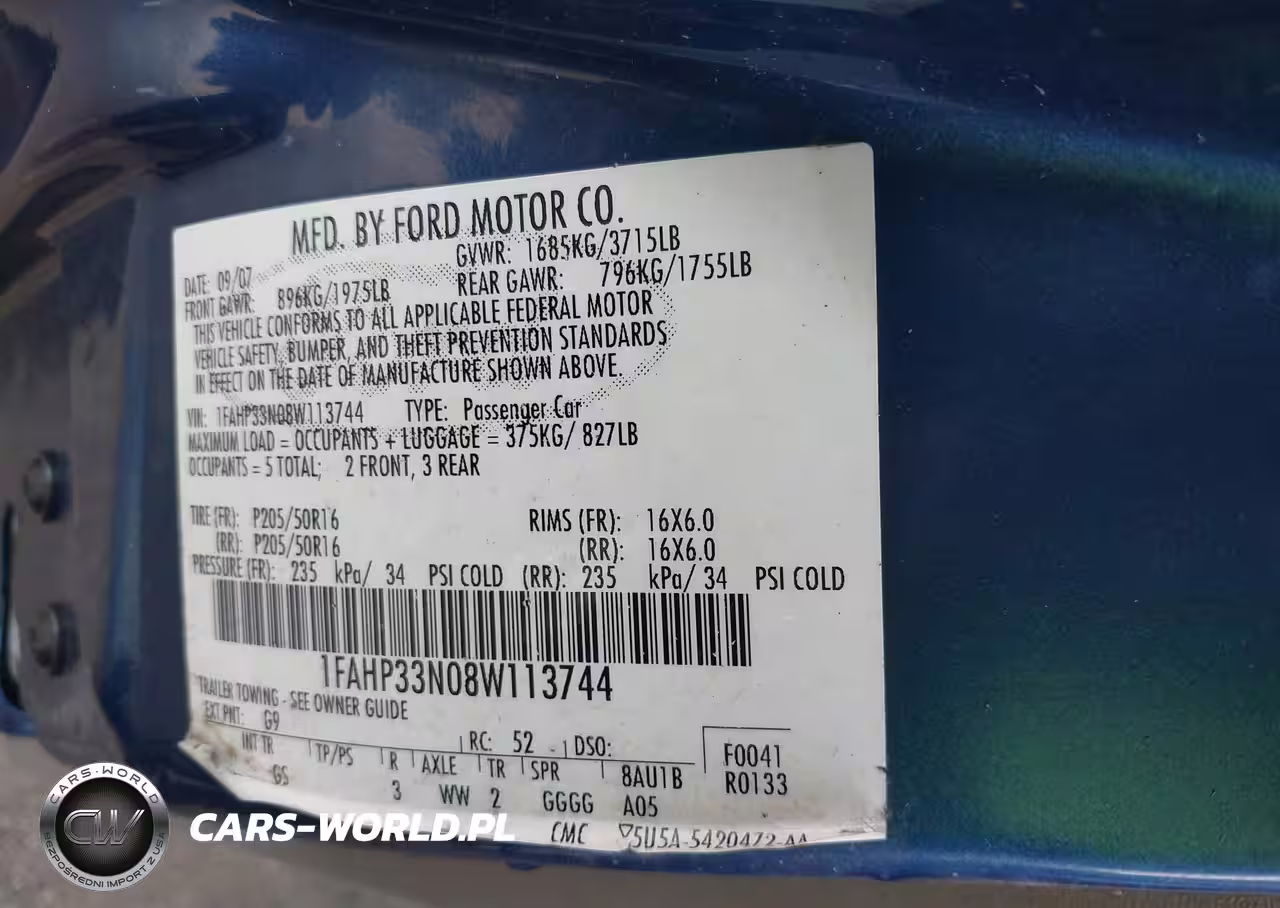 MFD. BY FORD MOTOR CO.
DATE: 09/07 GVWR: 1685KG/3715LB
FRONT GAWR: 896KG/1975LB REAR GAWR: 796KG/1755LB
THIS VEHICLE CONFORMS TO ALL APPLICABLE FEDERAL MOTOR
VEHICLE SAFETY, BUMPER, AND THEFT PREVENTION STANDARDS
IN EFFECT ON THE DATE OF MANUFACTURE SHOWN ABOVE.
VIN: 1FAHP33N08W113744 TYPE: Passenger Car
MAXIMUM LOAD = OCCUPANTS + LUGGAGE = 375KG/ 827LB
OCCUPANTS = 5 TOTAL; 2 FRONT, 3 REAR
TIRE (FR): P205/50R16 RIMS (FR): 16X6.0
(RR): P205/50R16 (RR): 16X6.0
PRESSURE (FR): 235 kPa/ 34 PSI COLD (RR): 235 kPa/ 34 PSI COLD
1FAHP33N08W113744
TRAILER TOWING - SEE OWNER GUIDE
EXT PNT: G9 RC: 52 DSO: F0041
INT TR TP/PS R AXLE TR SPR 8AU1B R0133
GS 3 WW 2 GGGG A05
CMC ▽5U5A-5420472-AA
CARS-WORLD
CW
BEZPOŚREDNI IMPORT Z USA
CARS-WORLD.PL